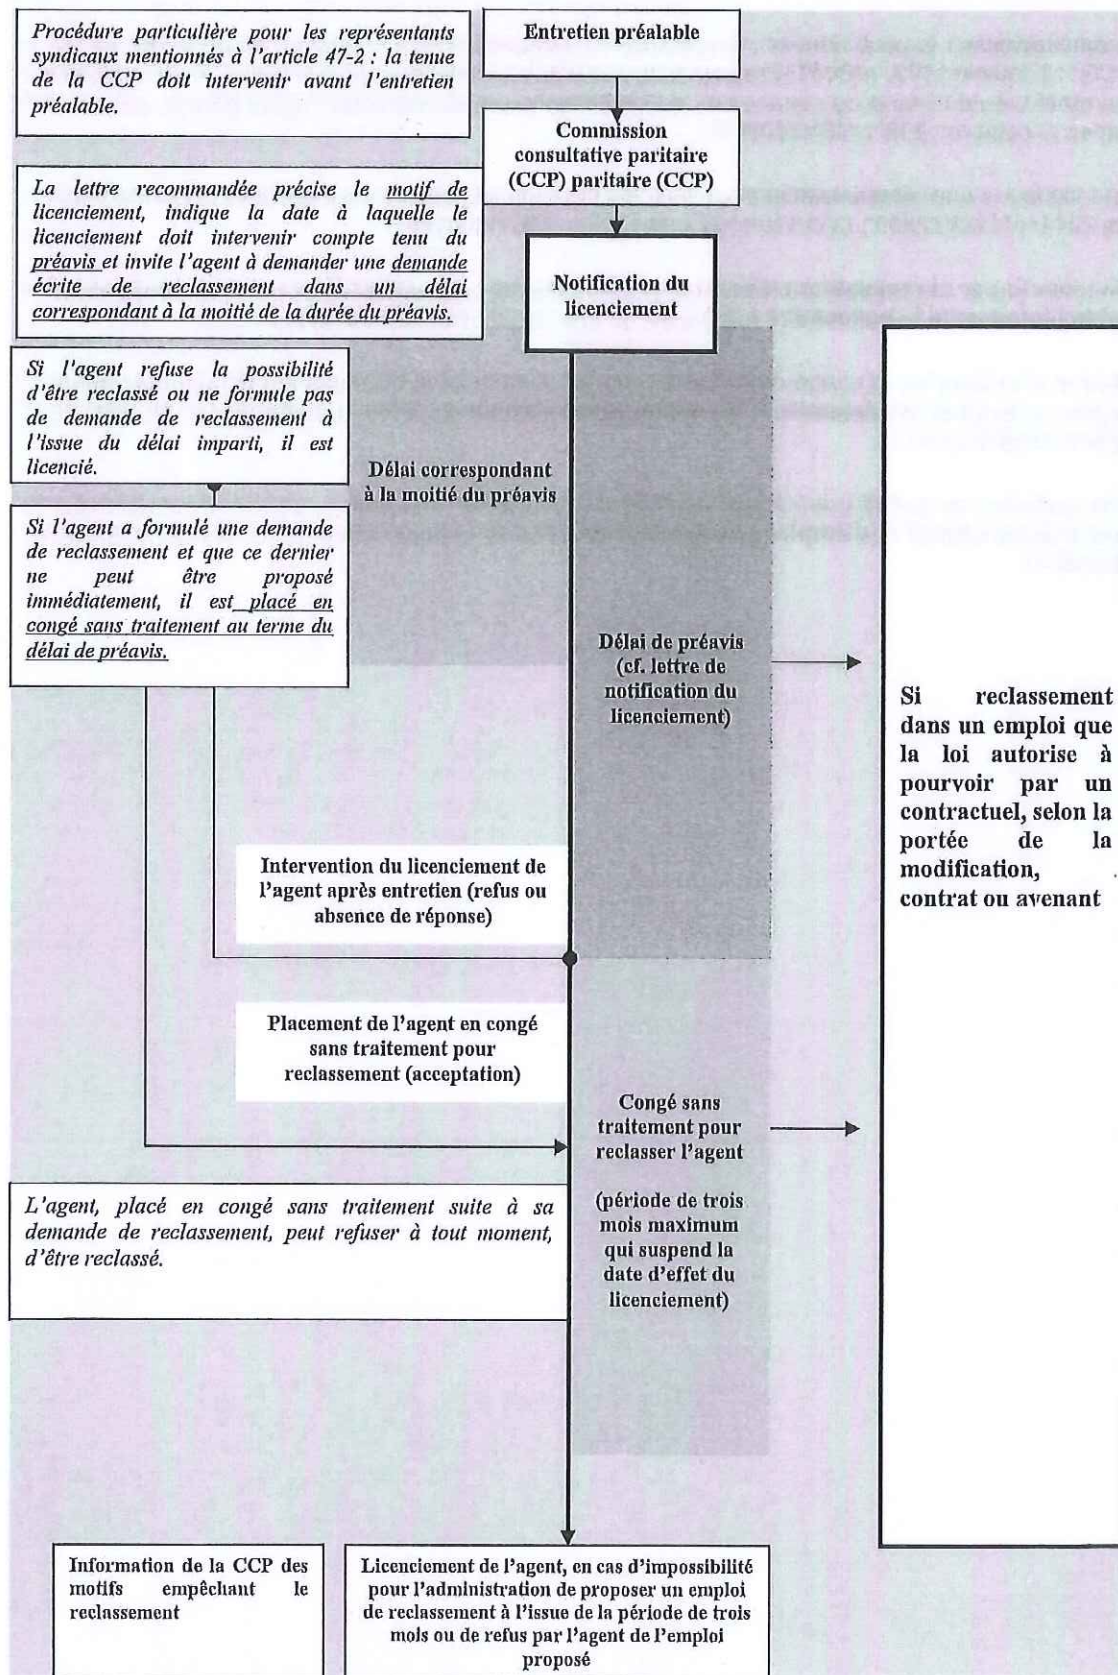 Procédure particulière pour les représentants
syndicaux mentionnés à l'article 47-2 : la tenue
de la CCP doit intervenir avant l'entretien
préalable.
Entretien préalable
Commission
consultative paritaire
(CCP) paritaire (CCP)
La lettre recommandée précise le motif de
licenciement, indique la date à laquelle le
licenciement doit intervenir compte tenu du
préavis et invite l'agent à demander une demande
écrite de reclassement dans un délai
correspondant à la moitié de la durée du préavis.
Notification du
licenciement
Si l'agent refuse la possibilité
d'être reclassé ou ne formule pas
de demande de reclassement à
l'issue du délai imparti, il est
licencié.
Délai correspondant
à la moitié du préavis
Si l'agent a formulé une demande
de reclassement et que ce dernier
ne peut être proposé
immédiatement, il est placé en
congé sans traitement au terme du
délai de préavis.
Délai de préavis
(cf. lettre de
notification du
licenciement)
Si reclassement
dans un emploi que
la loi autorise à
pourvoir par un
contractuel, selon la
portée de la
modification,
contrat ou avenant
Intervention du licenciement de
l'agent après entretien (refus ou
absence de réponse)
Placement de l'agent en congé
sans traitement pour
reclassement (acceptation)
Congé sans
traitement pour
reclasser l'agent
(période de trois
mois maximum
qui suspend la
date d'effet du
licenciement)
L'agent, placé en congé sans traitement suite à sa
demande de reclassement, peut refuser à tout moment,
d'être reclassé.
Information de la CCP des
motifs empêchant le
reclassement
Licenciement de l'agent, en cas d'impossibilité
pour l'administration de proposer un emploi
de reclassement à l'issue de la période de trois
mois ou de refus par l'agent de l'emploi
proposé